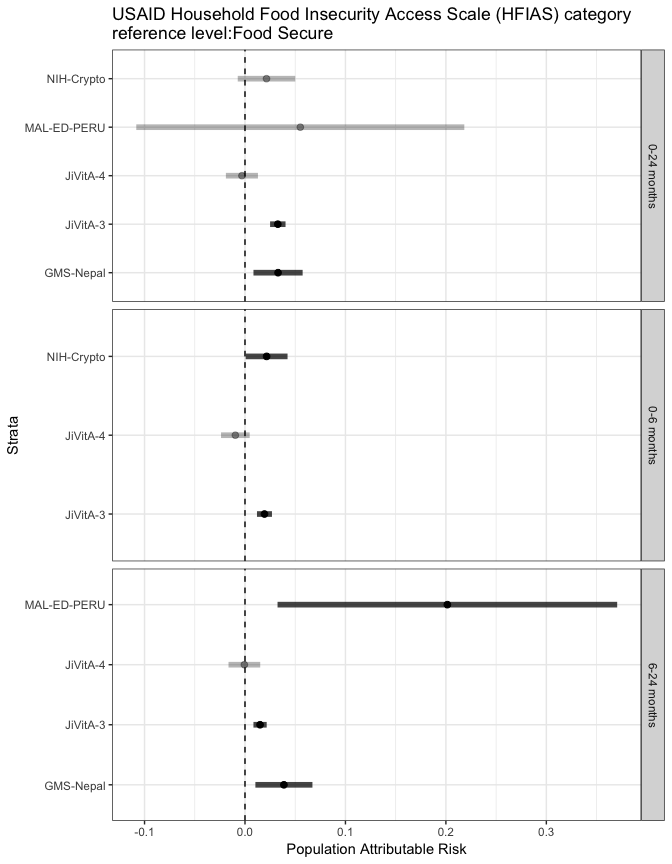 USAID Household Food Insecurity Access Scale (HFIAS) category
reference level:Food Secure
NIH-Crypto
MAL-ED-PERU
JiVitA-4
JiVitA-3
GMS-Nepal
0-24 months
NIH-Crypto
JiVitA-4
JiVitA-3
0-6 months
MAL-ED-PERU
JiVitA-4
JiVitA-3
GMS-Nepal
6-24 months
Strata
-0.1
0.0
0.1
0.2
0.3
Population Attributable Risk